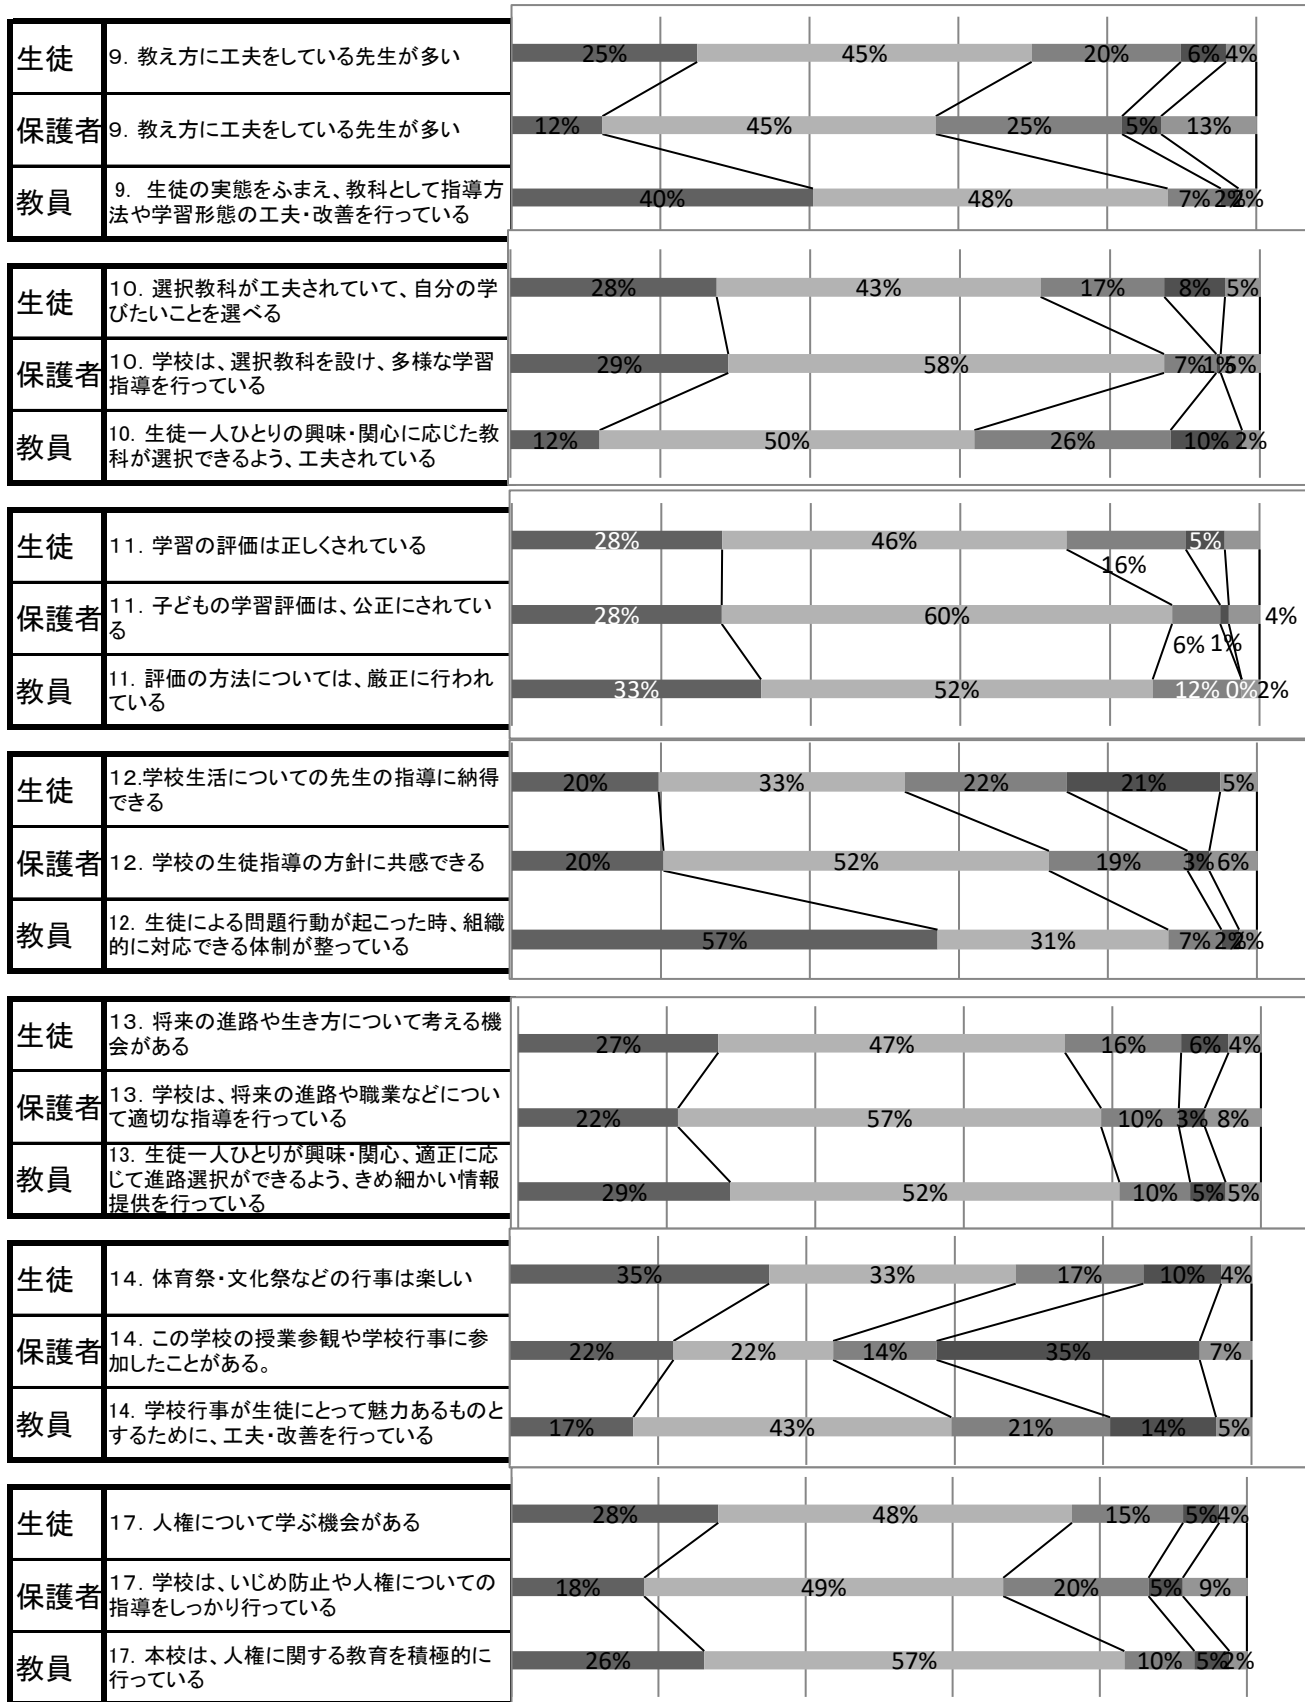 生徒
9．教え方に工夫をしている先生が多い
25% 45% 20% 6% 4%
保護者
9．教え方に工夫をしている先生が多い
12% 45% 25% 5% 13%
教員
9．生徒の実態をふまえ、教科として指導方
法や学習形態の工夫・改善を行っている
40% 48% 7% 2% 2%
生徒
10．選択教科が工夫されていて、自分の学
びたいことを選べる
28% 43% 17% 8% 5%
保護者
10．学校は、選択教科を設け、多様な学習
指導を行っている
29% 58% 7% 1% 5%
教員
10．生徒一人ひとりの興味・関心に応じた教
科が選択できるよう、工夫されている
12% 50% 26% 10% 2%
生徒
11．学習の評価は正しくされている
28% 46% 16% 5%
保護者
11．子どもの学習評価は、公正にされてい
る
28% 60% 6% 1% 4%
教員
11．評価の方法については、厳正に行われ
ている
33% 52% 12% 0% 2%
生徒
12.学校生活についての先生の指導に納得
できる
20% 33% 22% 21% 5%
保護者
12．学校の生徒指導の方針に共感できる
20% 52% 19% 3% 6%
教員
12．生徒による問題行動が起こった時、組織
的に対応できる体制が整っている
57% 31% 7% 2% 2%
生徒
13．将来の進路や生き方について考える機
会がある
27% 47% 16% 6% 4%
保護者
13．学校は、将来の進路や職業などについ
て適切な指導を行っている
22% 57% 10% 3% 8%
教員
13．生徒一人ひとりが興味・関心、適正に応
じて進路選択ができるよう、きめ細かい情報
提供を行っている
29% 52% 10% 5% 5%
生徒
14．体育祭・文化祭などの行事は楽しい
35% 33% 17% 10% 4%
保護者
14．この学校の授業参観や学校行事に参
加したことがある。
22% 22% 14% 35% 7%
教員
14．学校行事が生徒にとって魅力あるものと
するために、工夫・改善を行っている
17% 43% 21% 14% 5%
生徒
17．人権について学ぶ機会がある
28% 48% 15% 5% 4%
保護者
17．学校は、いじめ防止や人権についての
指導をしっかり行っている
18% 49% 20% 5% 9%
教員
17．本校は、人権に関する教育を積極的に
行っている
26% 57% 10% 5% 2%